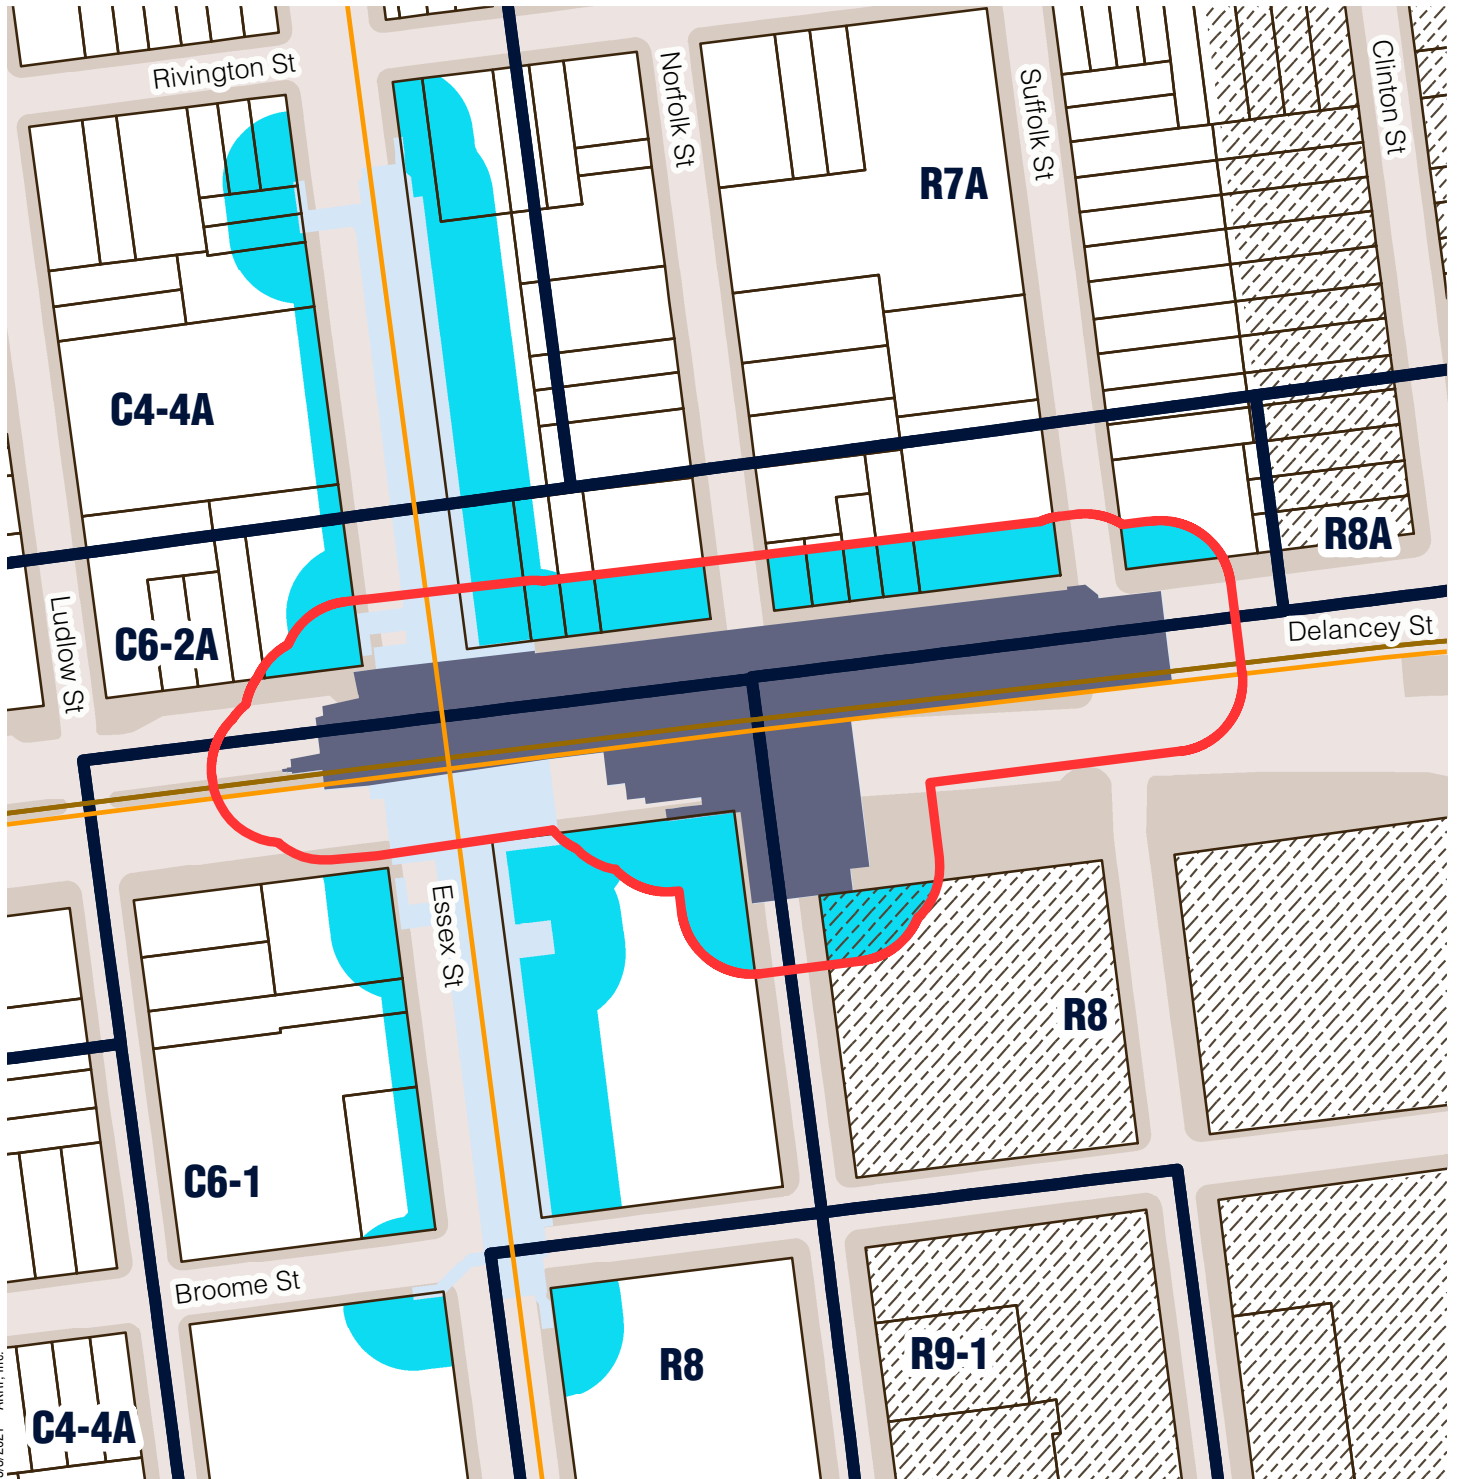 Rivington St
Norfolk St
Suffolk St
Clinton St
R7A
C4-4A
R8A
Ludlow St
C6-2A
Delancey St
Essex St
R8
C6-1
Broome St
R8
R9-1
C4-4A